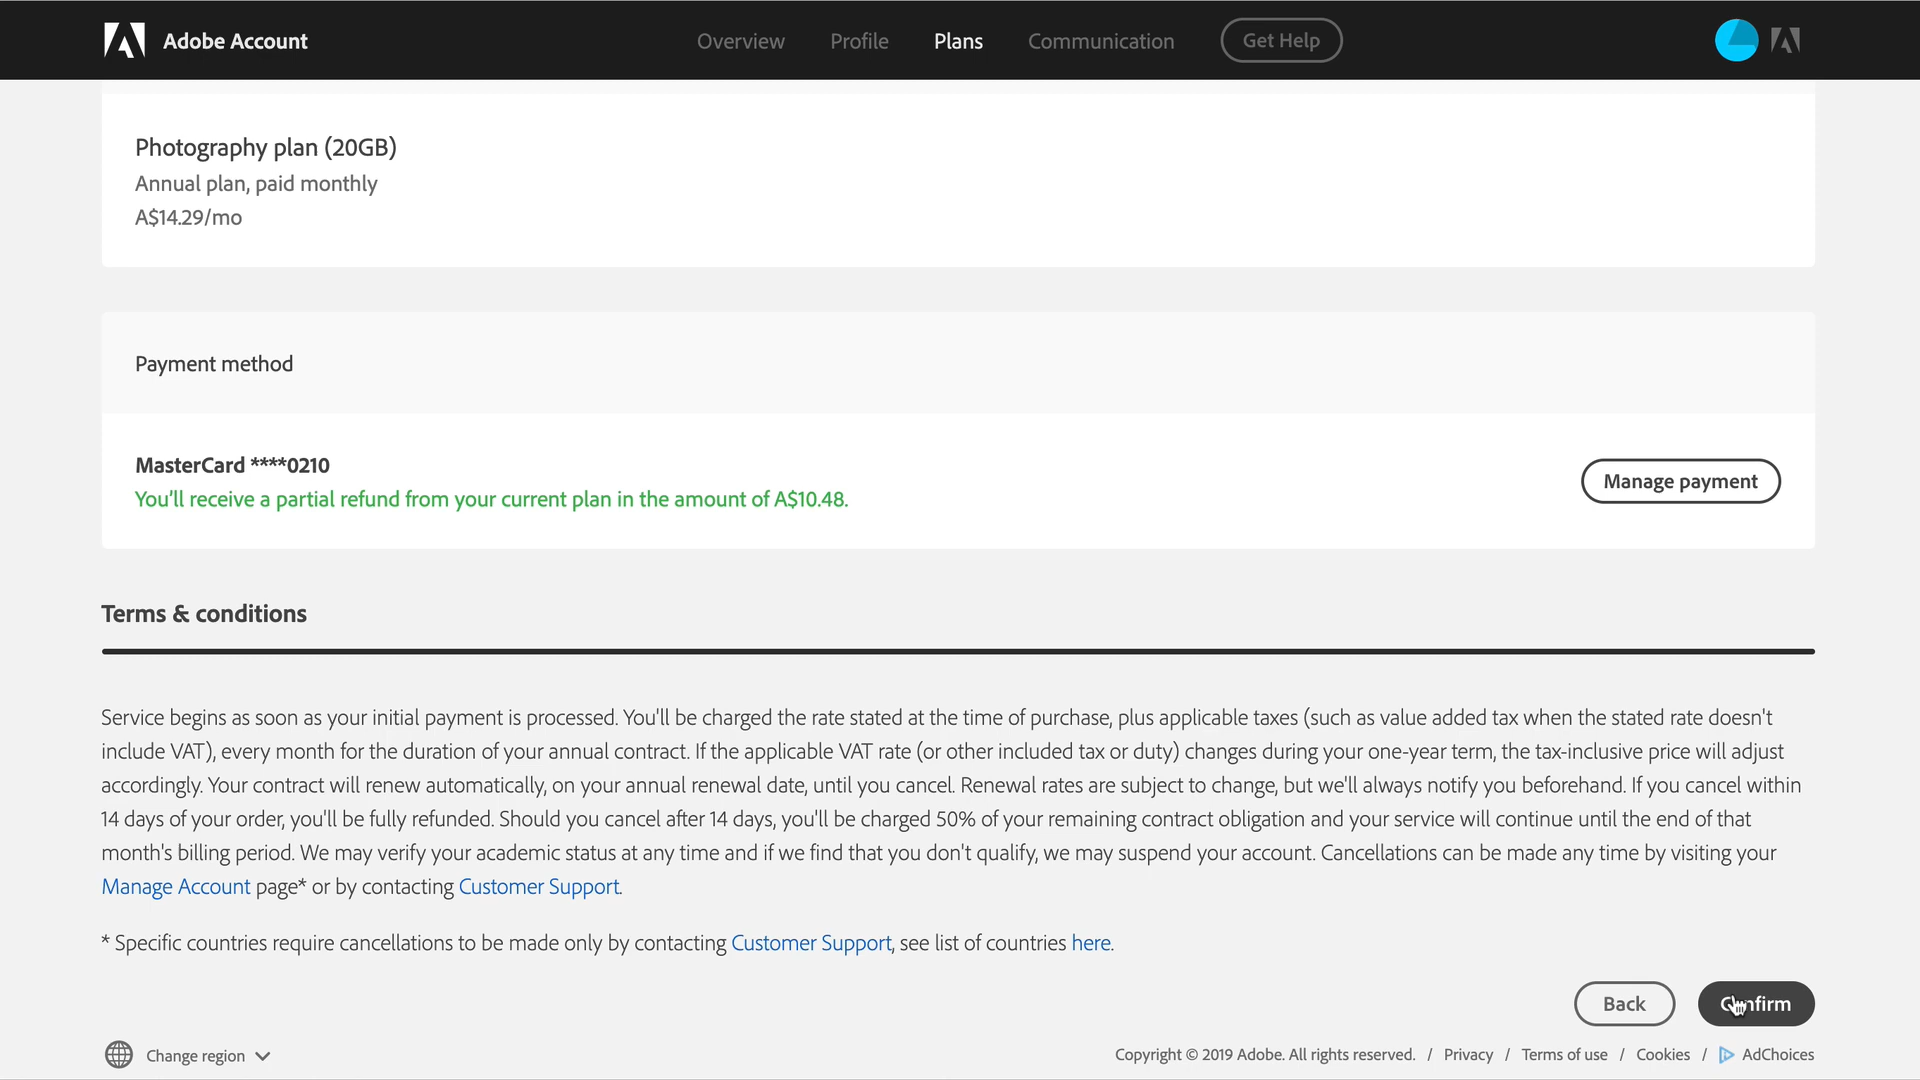 Adobe Account
Overview Profile Plans Communication Get Help
Photography plan (20GB)
Annual plan, paid monthly
A$14.29/mo
Payment method
MasterCard ****0210
You'll receive a partial refund from your current plan in the amount of A$10.48.
Manage payment
Terms & conditions
Service begins as soon as your initial payment is processed. You'll be charged the rate stated at the time of purchase, plus applicable taxes (such as value added tax when the stated rate doesn't
include VAT), every month for the duration of your annual contract. If the applicable VAT rate (or other included tax or duty) changes during your one-year term, the tax-inclusive price will adjust
accordingly. Your contract will renew automatically, on your annual renewal date, until you cancel. Renewal rates are subject to change, but we'll always notify you beforehand. If you cancel within
14 days of your order, you'll be fully refunded. Should you cancel after 14 days, you'll be charged 50% of your remaining contract obligation and your service will continue until the end of that
month's billing period. We may verify your academic status at any time and if we find that you don't qualify, we may suspend your account. Cancellations can be made any time by visiting your
Manage Account page* or by contacting Customer Support.
* Specific countries require cancellations to be made only by contacting Customer Support, see list of countries here.
Back Confirm
Change region Copyright © 2019 Adobe. All rights reserved. / Privacy / Terms of use / Cookies / AdChoices